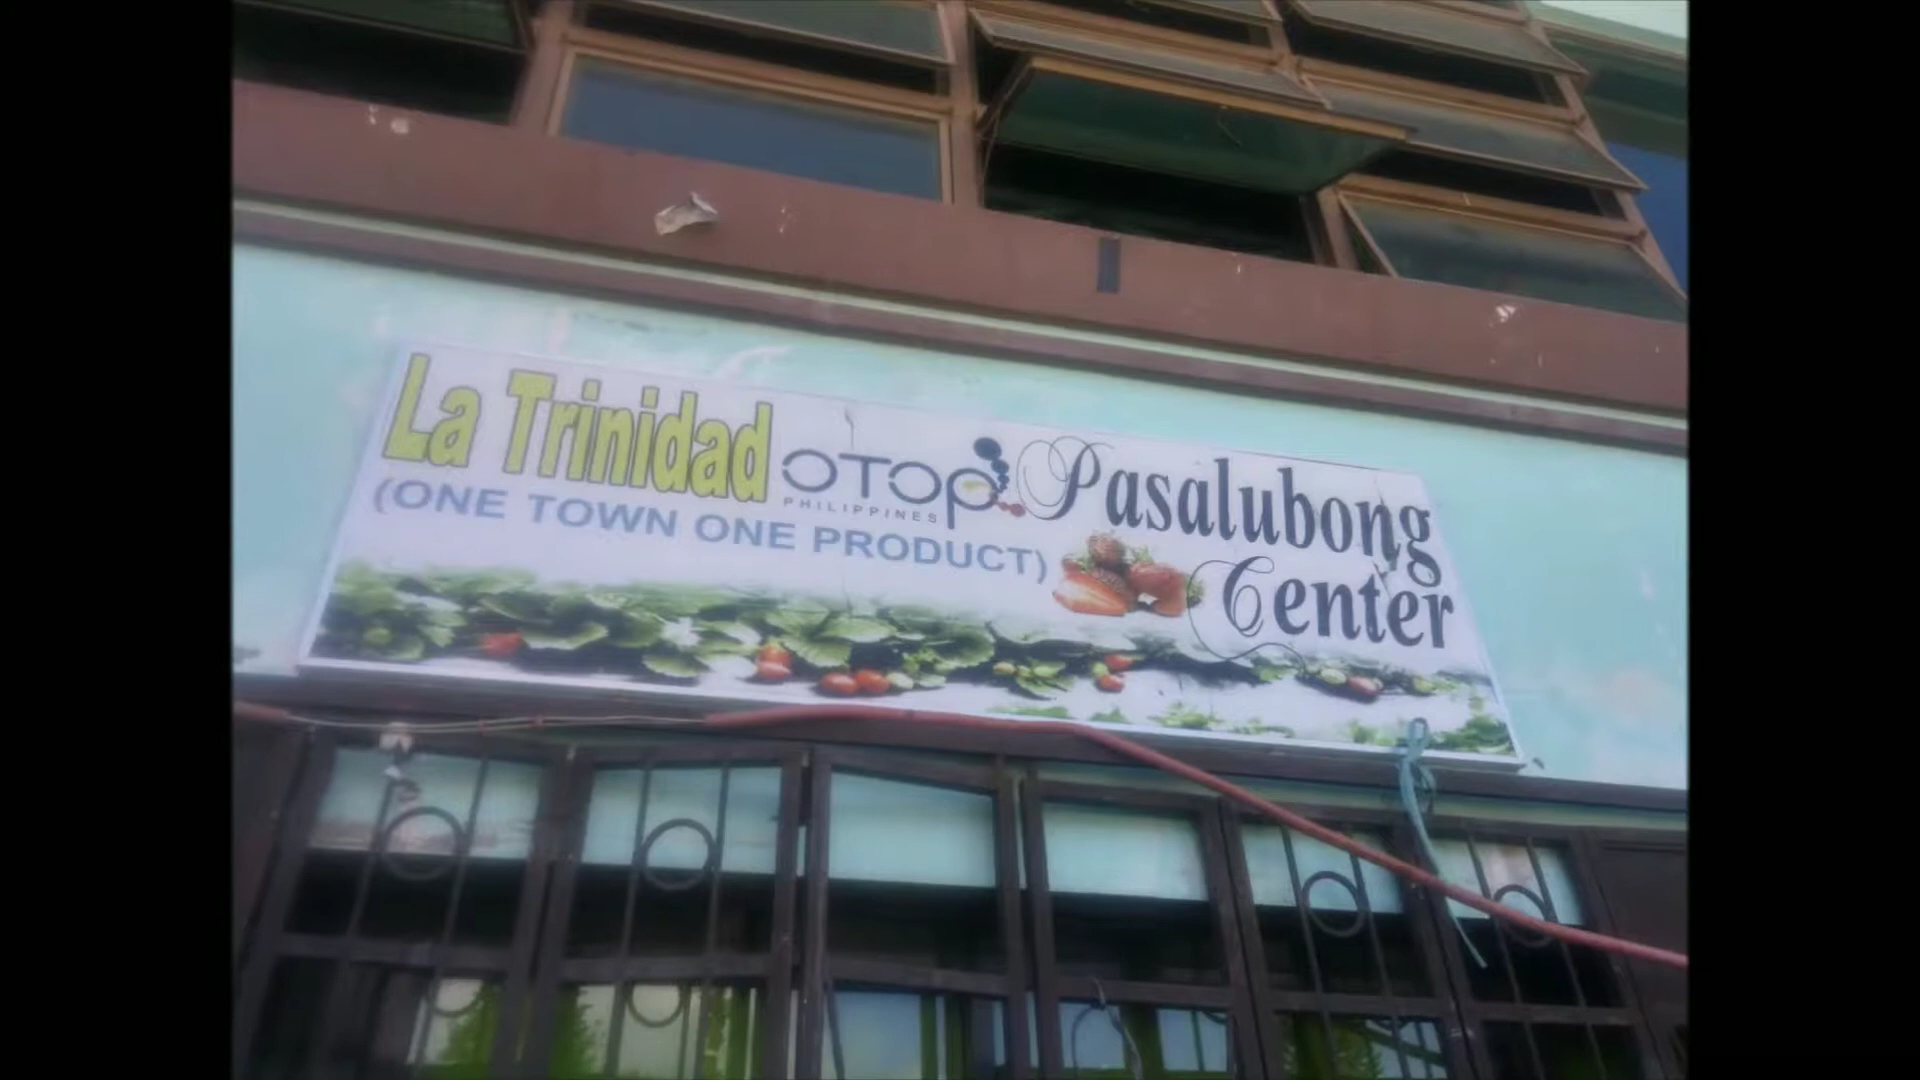 La Trinidad OTOP Pasalubong
PHILIPPINES
(ONE TOWN ONE PRODUCT)
Center